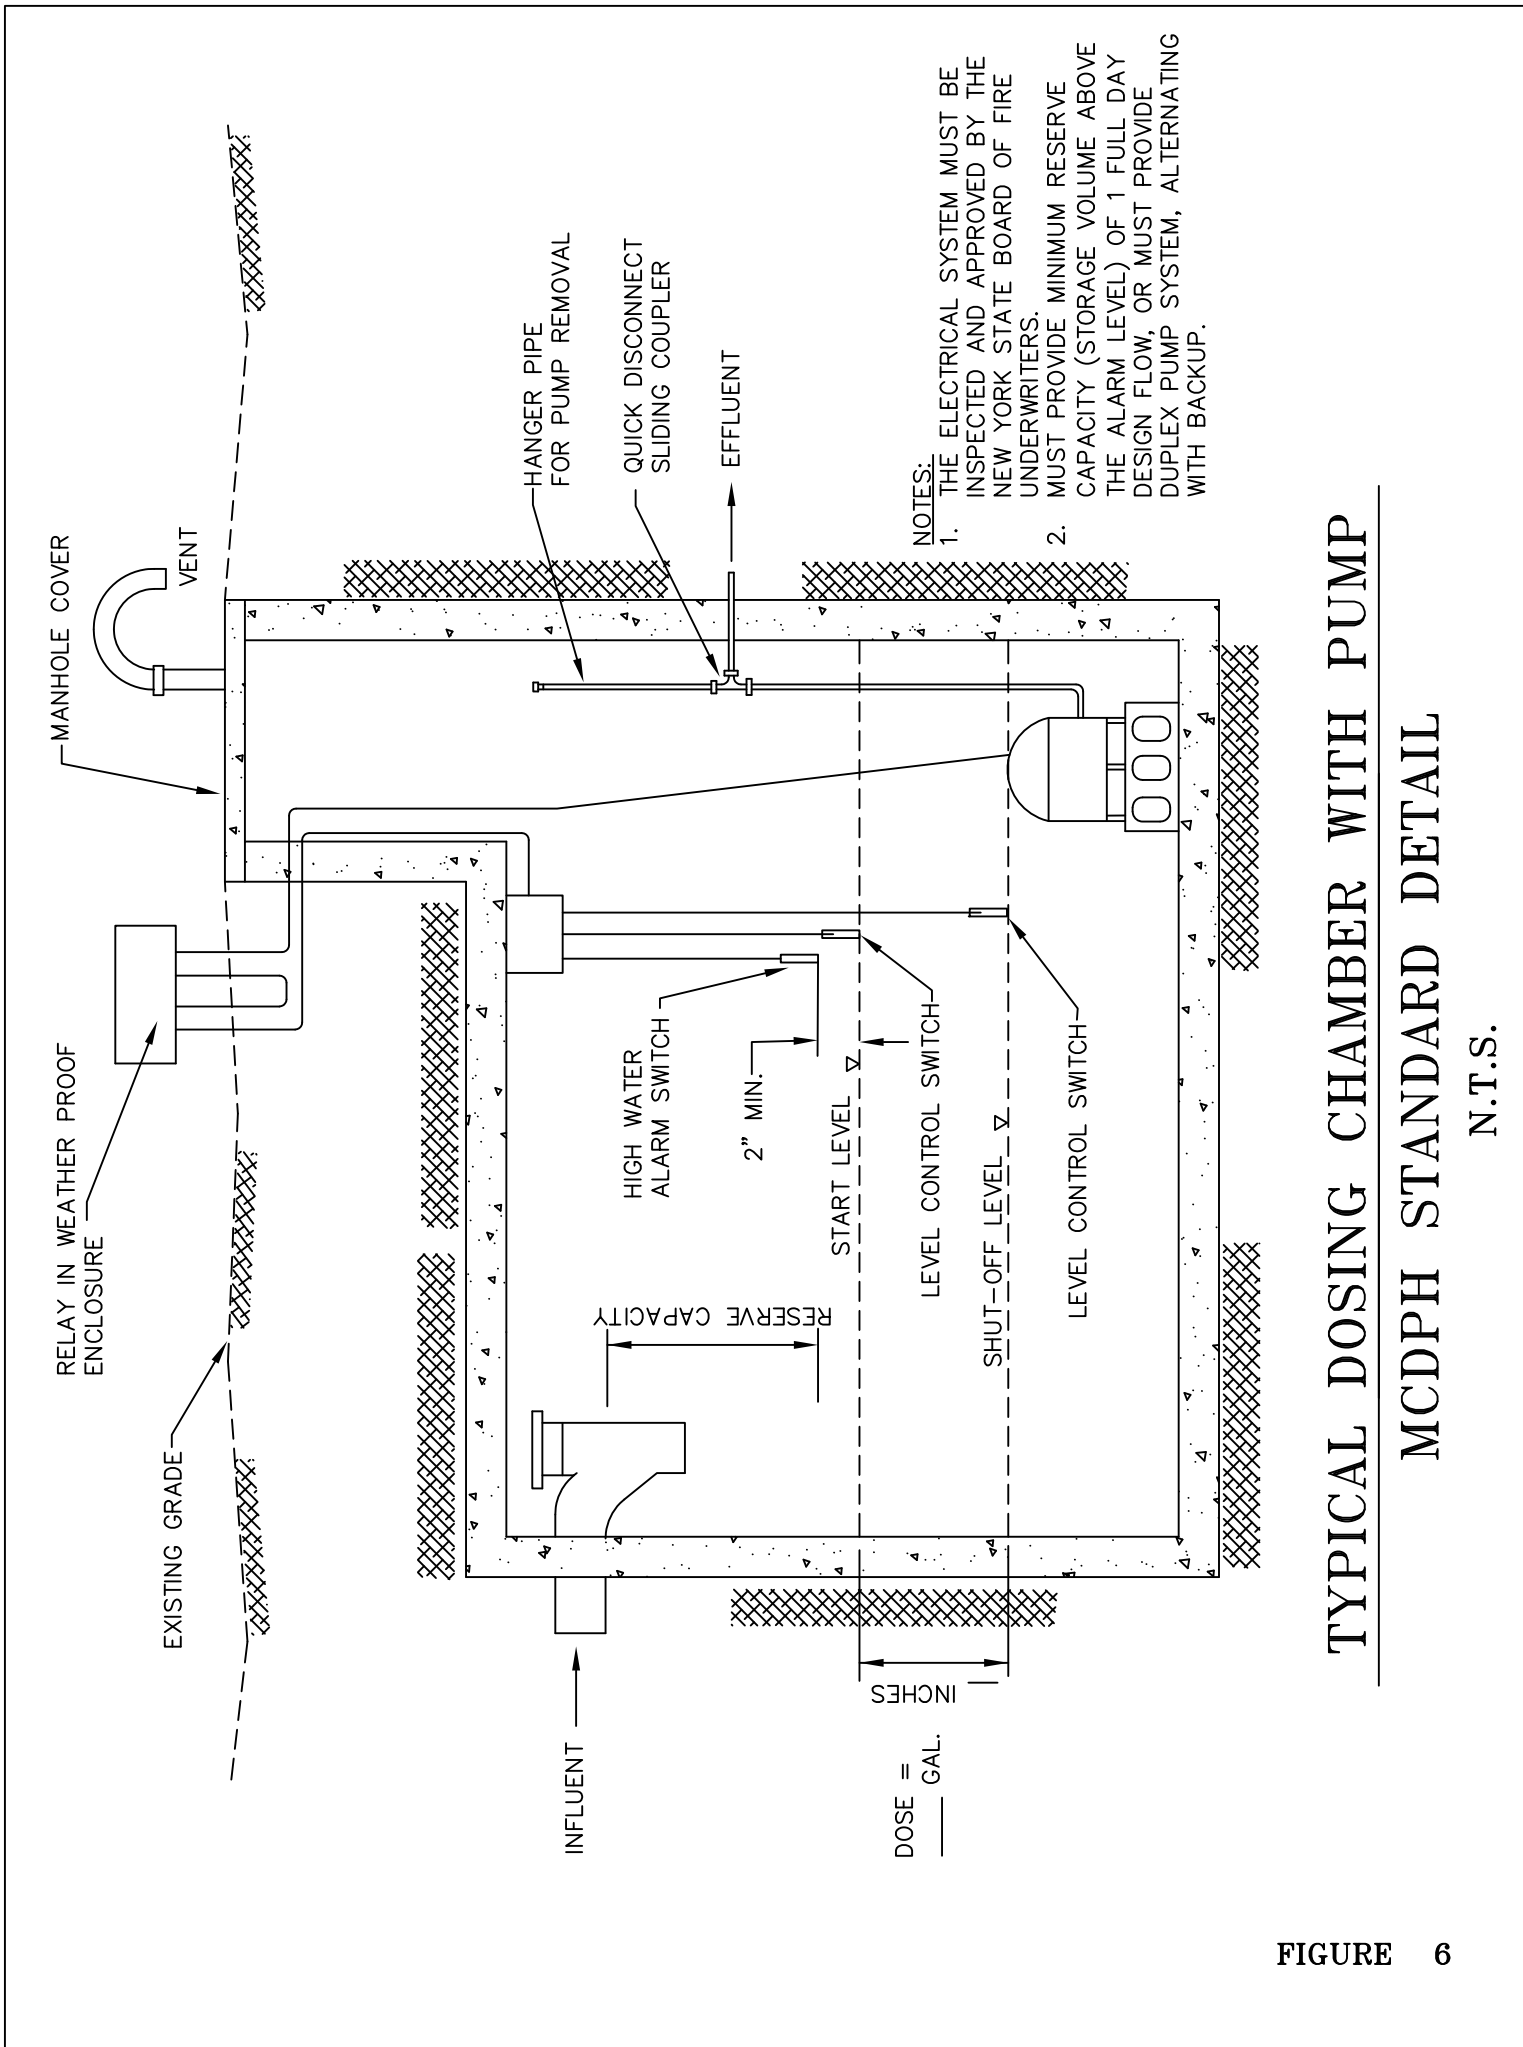 MANHOLE COVER
VENT
RELAY IN WEATHER PROOF
ENCLOSURE
EXISTING GRADE
HANGER PIPE
FOR PUMP REMOVAL
QUICK DISCONNECT
SLIDING COUPLER
EFFLUENT
HIGH WATER
ALARM SWITCH
2" MIN.
START LEVEL
LEVEL CONTROL SWITCH
SHUT-OFF LEVEL
LEVEL CONTROL SWITCH
RESERVE CAPACITY
INFLUENT
DOSE =
GAL.
INCHES
NOTES:
1. THE ELECTRICAL SYSTEM MUST BE
INSPECTED AND APPROVED BY THE
NEW YORK STATE BOARD OF FIRE
UNDERWRITERS.
2. MUST PROVIDE MINIMUM RESERVE
CAPACITY (STORAGE VOLUME ABOVE
THE ALARM LEVEL) OF 1 FULL DAY
DESIGN FLOW, OR MUST PROVIDE
DUPLEX PUMP SYSTEM, ALTERNATING
WITH BACKUP.
TYPICAL DOSING CHAMBER WITH PUMP
MCDPH STANDARD DETAIL
N.T.S.
FIGURE 6